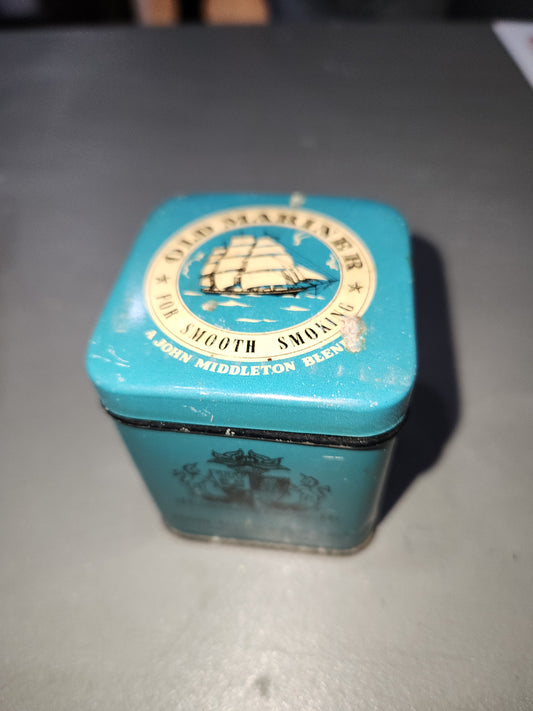 OLD MARINER
FOR SMOOTH SMOKING
A JOHN MIDDLETON BLEND